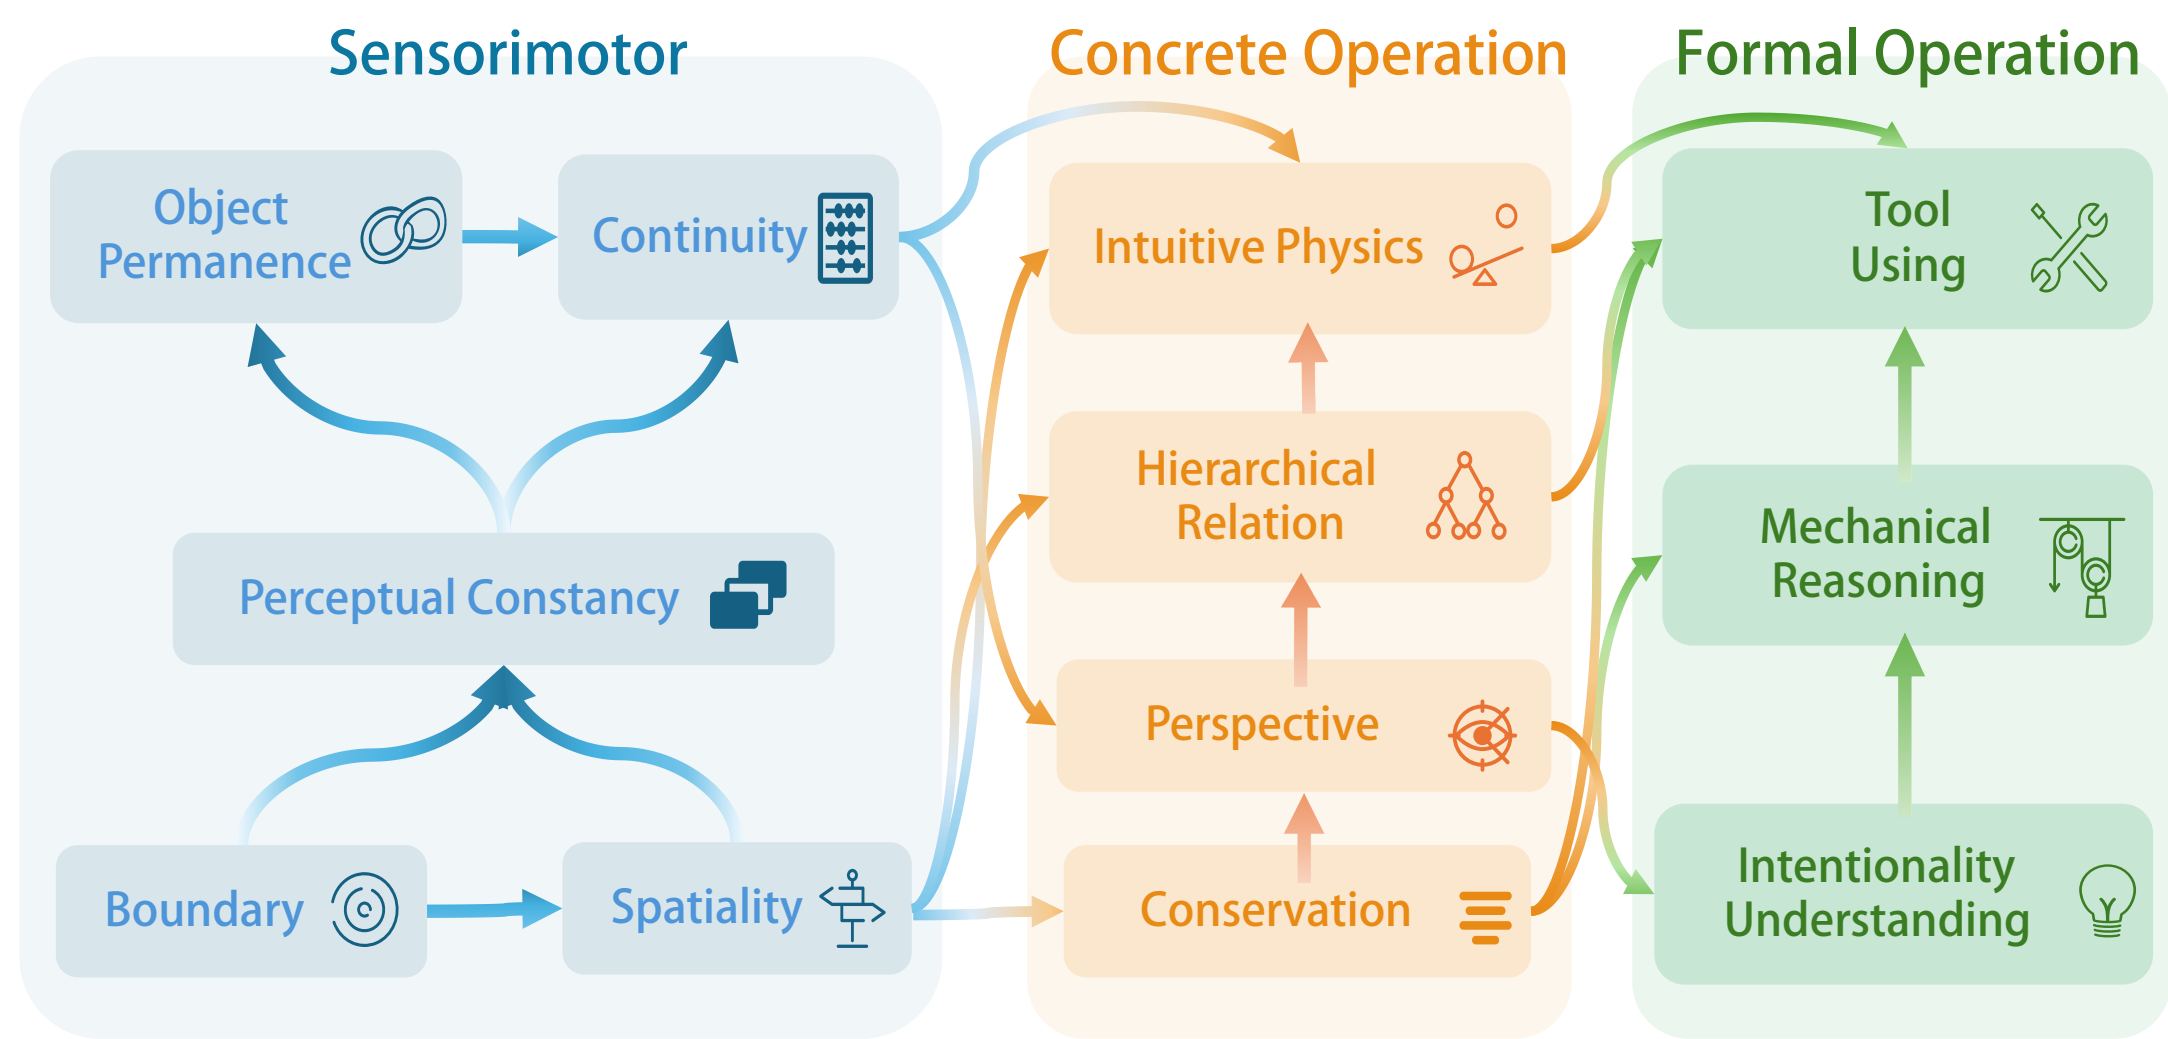 Sensorimotor
Object
Permanence
Continuity
Perceptual Constancy
Boundary
Spatiality
Concrete Operation
Intuitive Physics
Hierarchical
Relation
Perspective
Conservation
Formal Operation
Tool
Using
Mechanical
Reasoning
Intentionality
Understanding